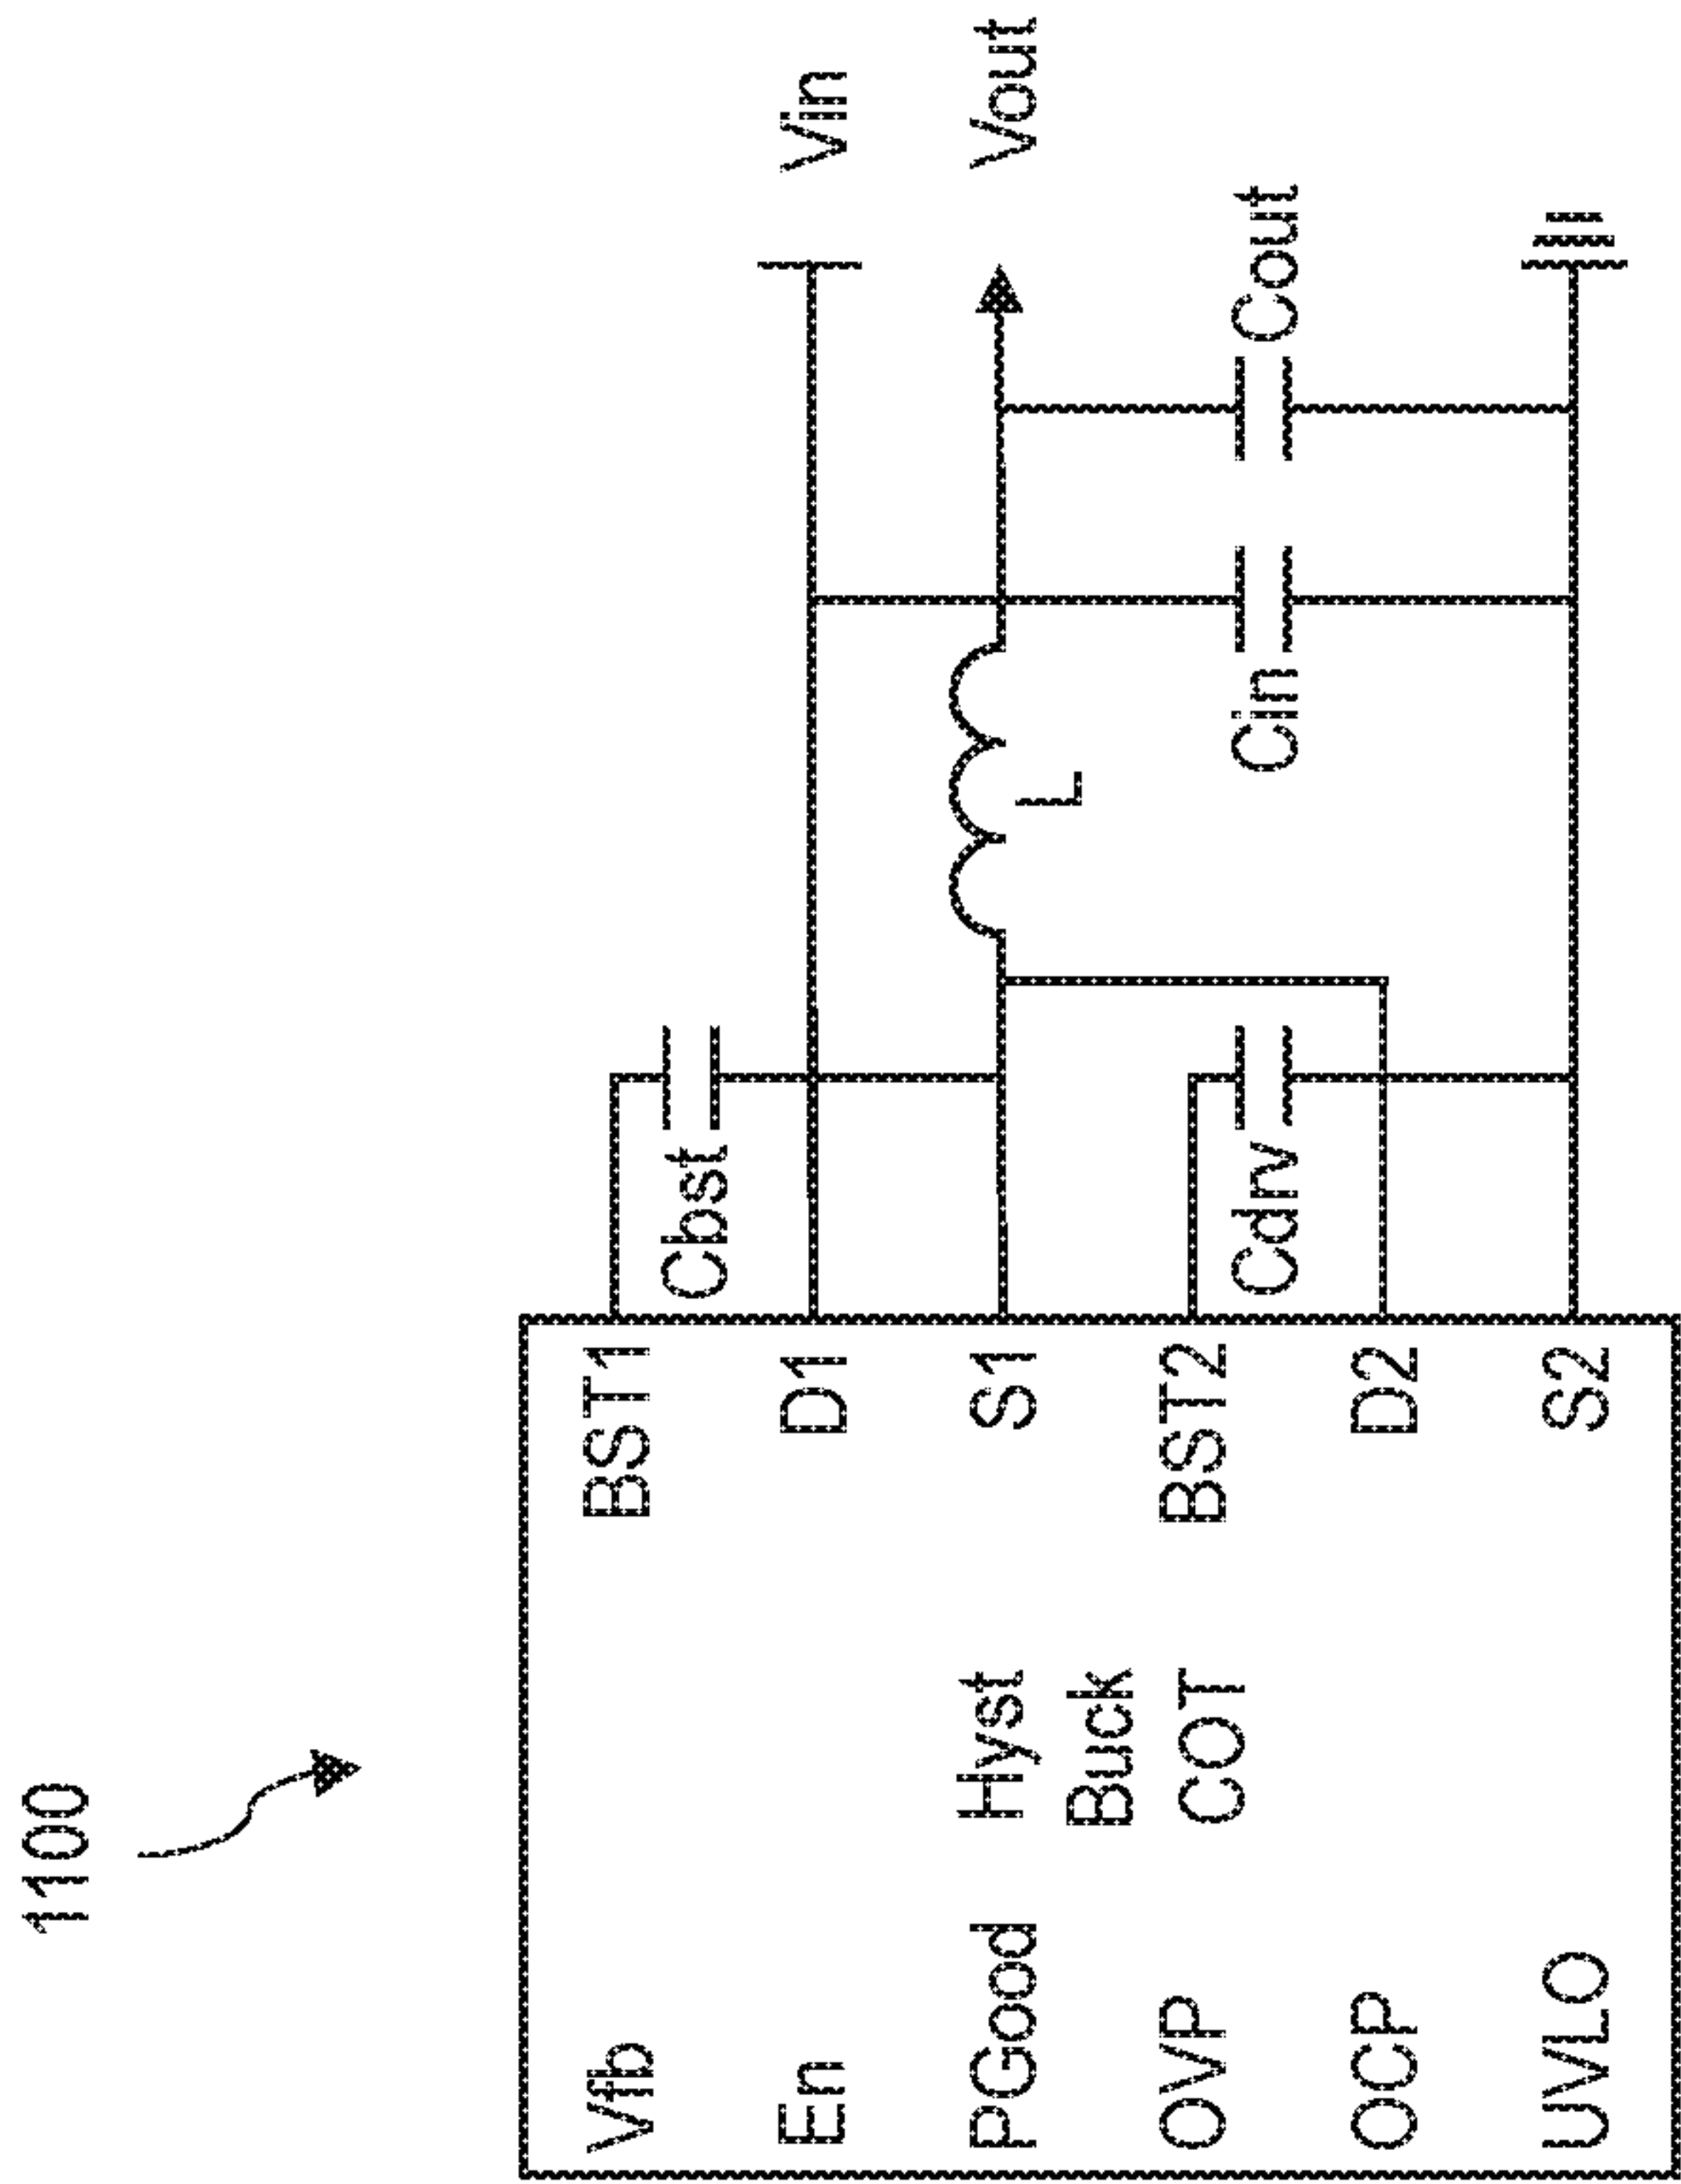 1100
Vfb
En
PGood
OVP
OCP
UVLO
Hyst
Buck
COT
BST1
D1
S1
BST2
D2
S2
Cbst
Cdrv
L
Cin
Cout
Vin
Vout